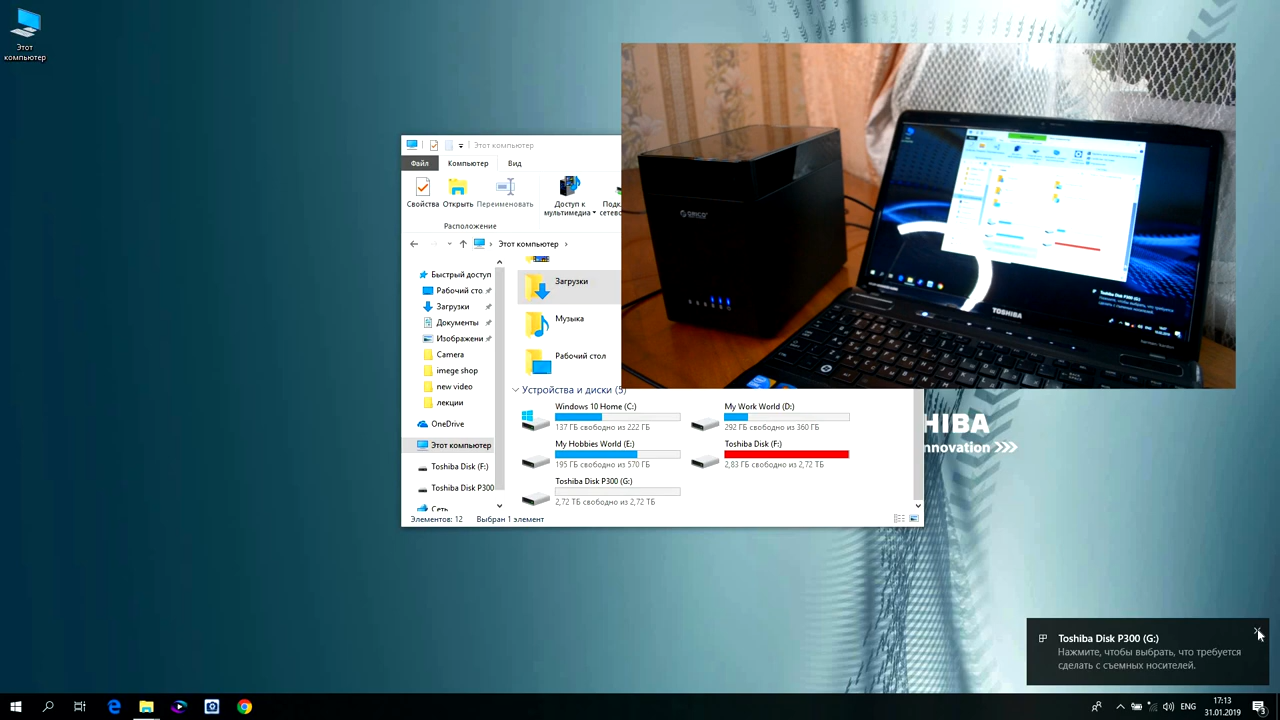 Этот
компьютер
Этот компьютер
Файл
Компьютер
Вид
Свойства
Открыть
Переименовать
Доступ к
мультимедиа
Расположение
Этот компьютер
Быстрый доступ
Рабочий сто
Загрузки
Документы
Изображени
Camera
imege shop
new video
лекции
OneDrive
Этот компьютер
Toshiba Disk (F:)
Toshiba Disk P300
Сеть
Загрузки
Музыка
Рабочий стол
Устройства и диски (5)
Windows 10 Home (C:)
137 ГБ свободно из 222 ГБ
My Work World (D:)
292 ГБ свободно из 360 ГБ
My Hobbies World (E:)
195 ГБ свободно из 570 ГБ
Toshiba Disk (F:)
2,83 ГБ свободно из 2,72 ТБ
Toshiba Disk P300 (G:)
2,72 ТБ свободно из 2,72 ТБ
Элементов: 12
Выбран 1 элемент
ORICO
TOSHIBA
HIBA
nnovation >>>
Toshiba Disk P300 (G:)
Нажмите, чтобы выбрать, что требуется
сделать с съемных носителей.
ENG
17:13
31.01.2019
3